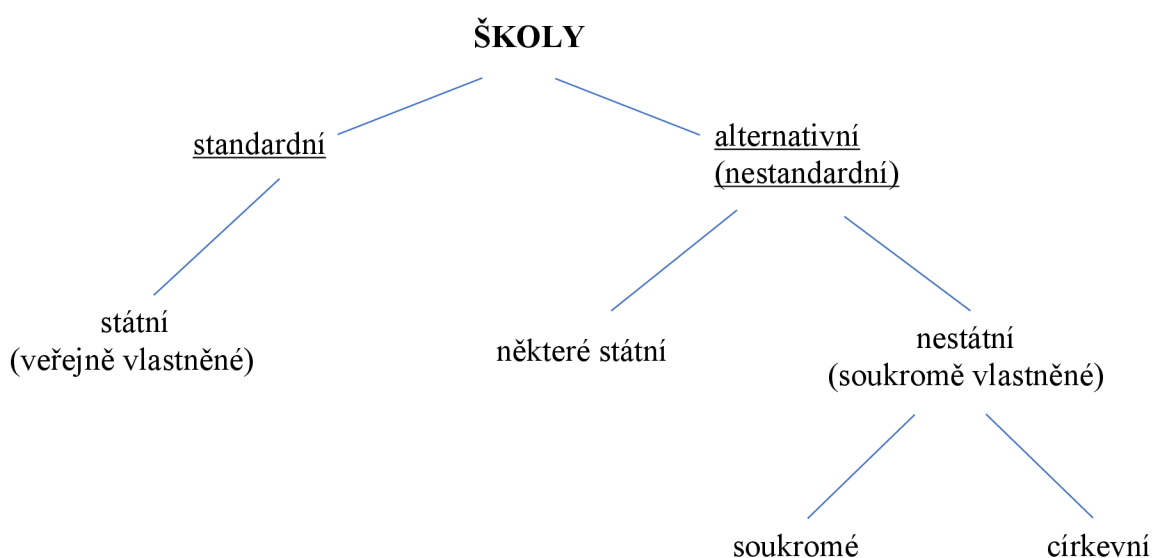 ŠKOLY
standardní
alternativní
(nestandardní)
státní
(veřejně vlastněné)
některé státní
nestátní
(soukromě vlastněné)
soukromé
církevní